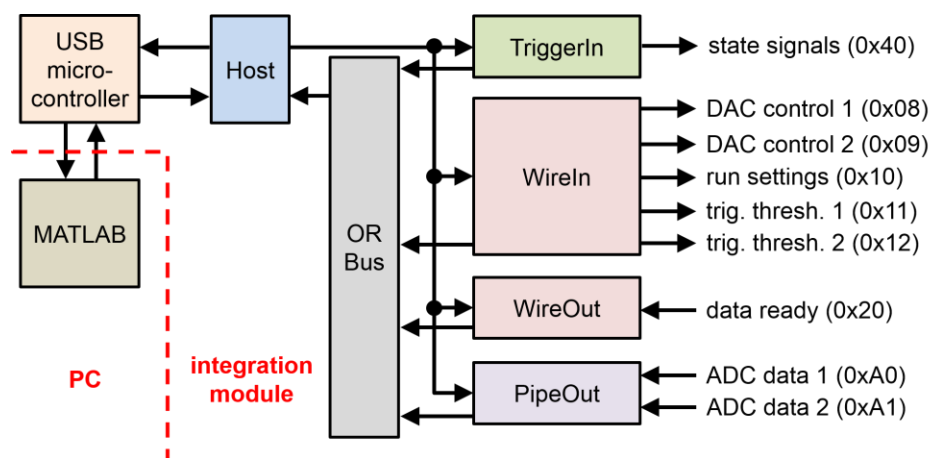 USB
micro-
controller
Host
TriggerIn
state signals (0x40)
MATLAB
OR
Bus
WireIn
DAC control 1 (0x08)
DAC control 2 (0x09)
run settings (0x10)
trig. thresh. 1 (0x11)
trig. thresh. 2 (0x12)
WireOut
data ready (0x20)
PC
integration
module
PipeOut
ADC data 1 (0xA0)
ADC data 2 (0xA1)